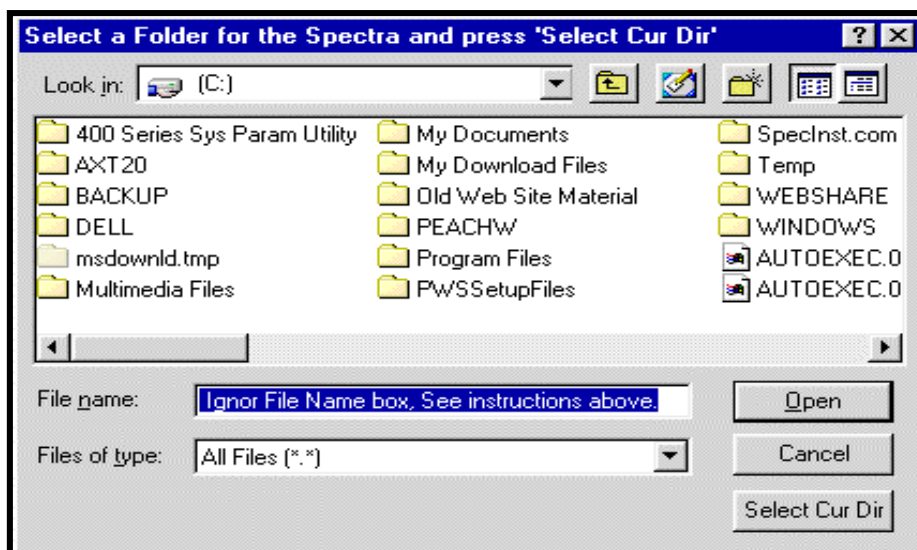 Select a Folder for the Spectra and press 'Select Cur Dir'
Look in: (C:)
400 Series Sys Param Utility
AXT20
BACKUP
DELL
msdownld.tmp
Multimedia Files
My Documents
My Download Files
Old Web Site Material
PEACHW
Program Files
PWSSetupFiles
SpecInst.com
Temp
WEBSHARE
WINDOWS
AUTOEXEC.0
AUTOEXEC.0
File name: Ignor File Name box, See instructions above.
Open
Files of type: All Files (*.*)
Cancel
Select Cur Dir